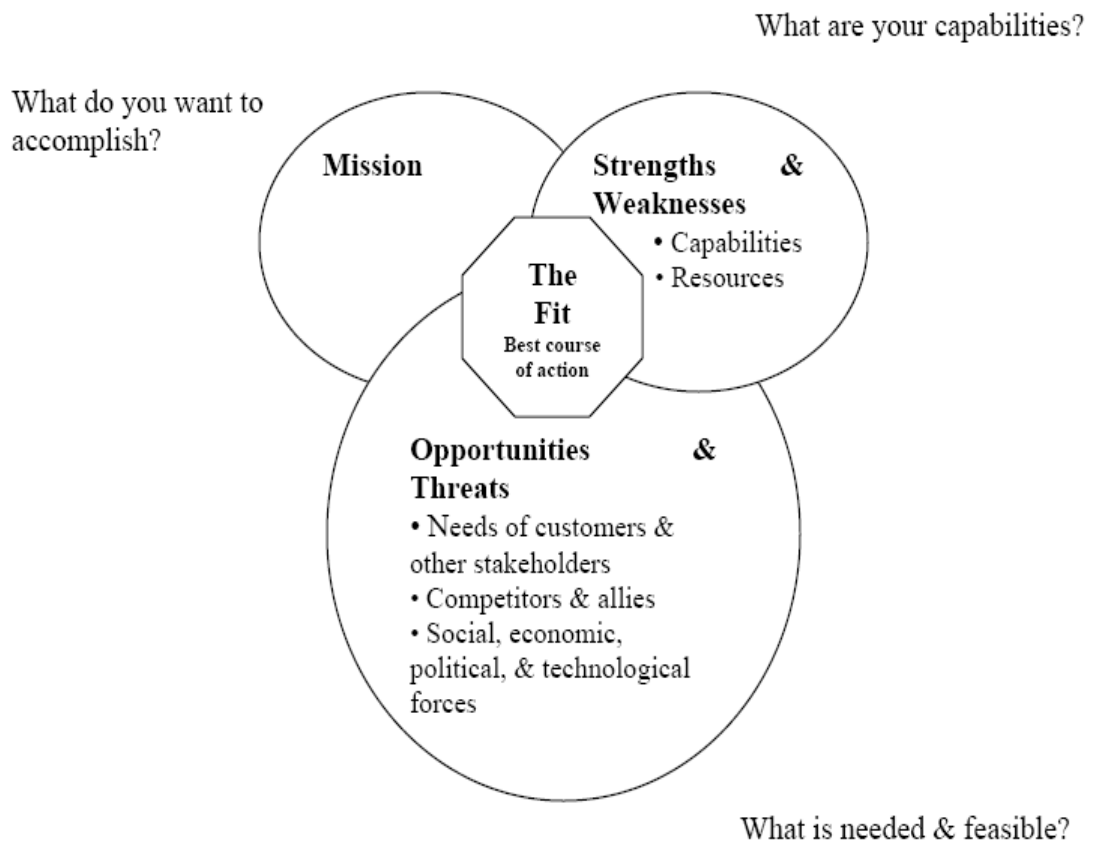 What are your capabilities?
What do you want to
accomplish?
Mission
Strengths &
Weaknesses
• Capabilities
• Resources
The
Fit
Best course
of action
Opportunities &
Threats
• Needs of customers &
other stakeholders
• Competitors & allies
• Social, economic,
political, & technological
forces
What is needed & feasible?